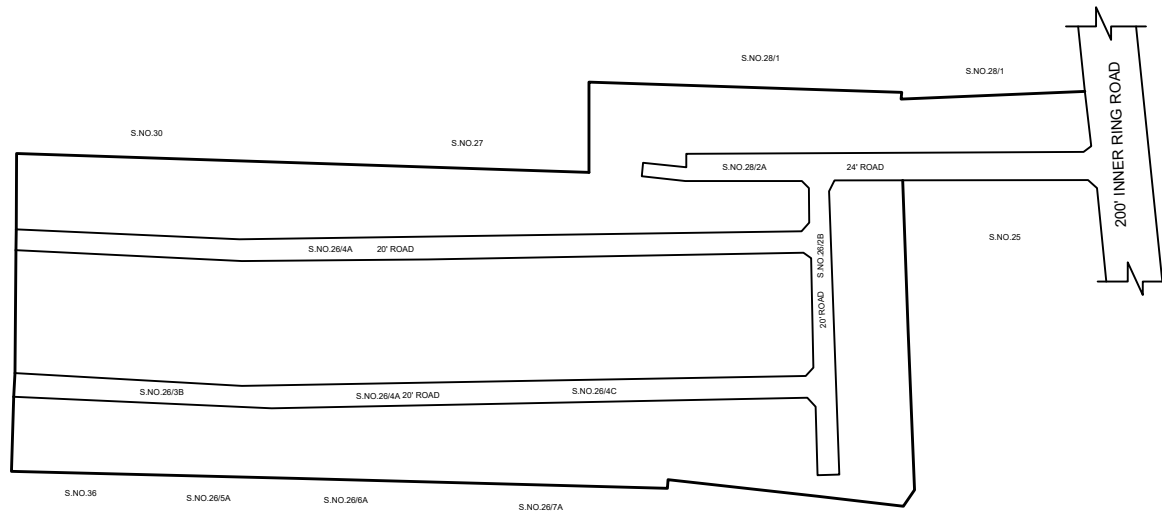 S.NO.28/1
S.NO.28/1
200' INNER RING ROAD
S.NO.30
S.NO.27
S.NO.28/2A
24' ROAD
S.NO.25
S.NO.26/4A
20' ROAD
S.NO.26/2B
20' ROAD
S.NO.26/3B
S.NO.26/4A
20' ROAD
S.NO.26/4C
S.NO.36
S.NO.26/5A
S.NO.26/6A
S.NO.26/7A